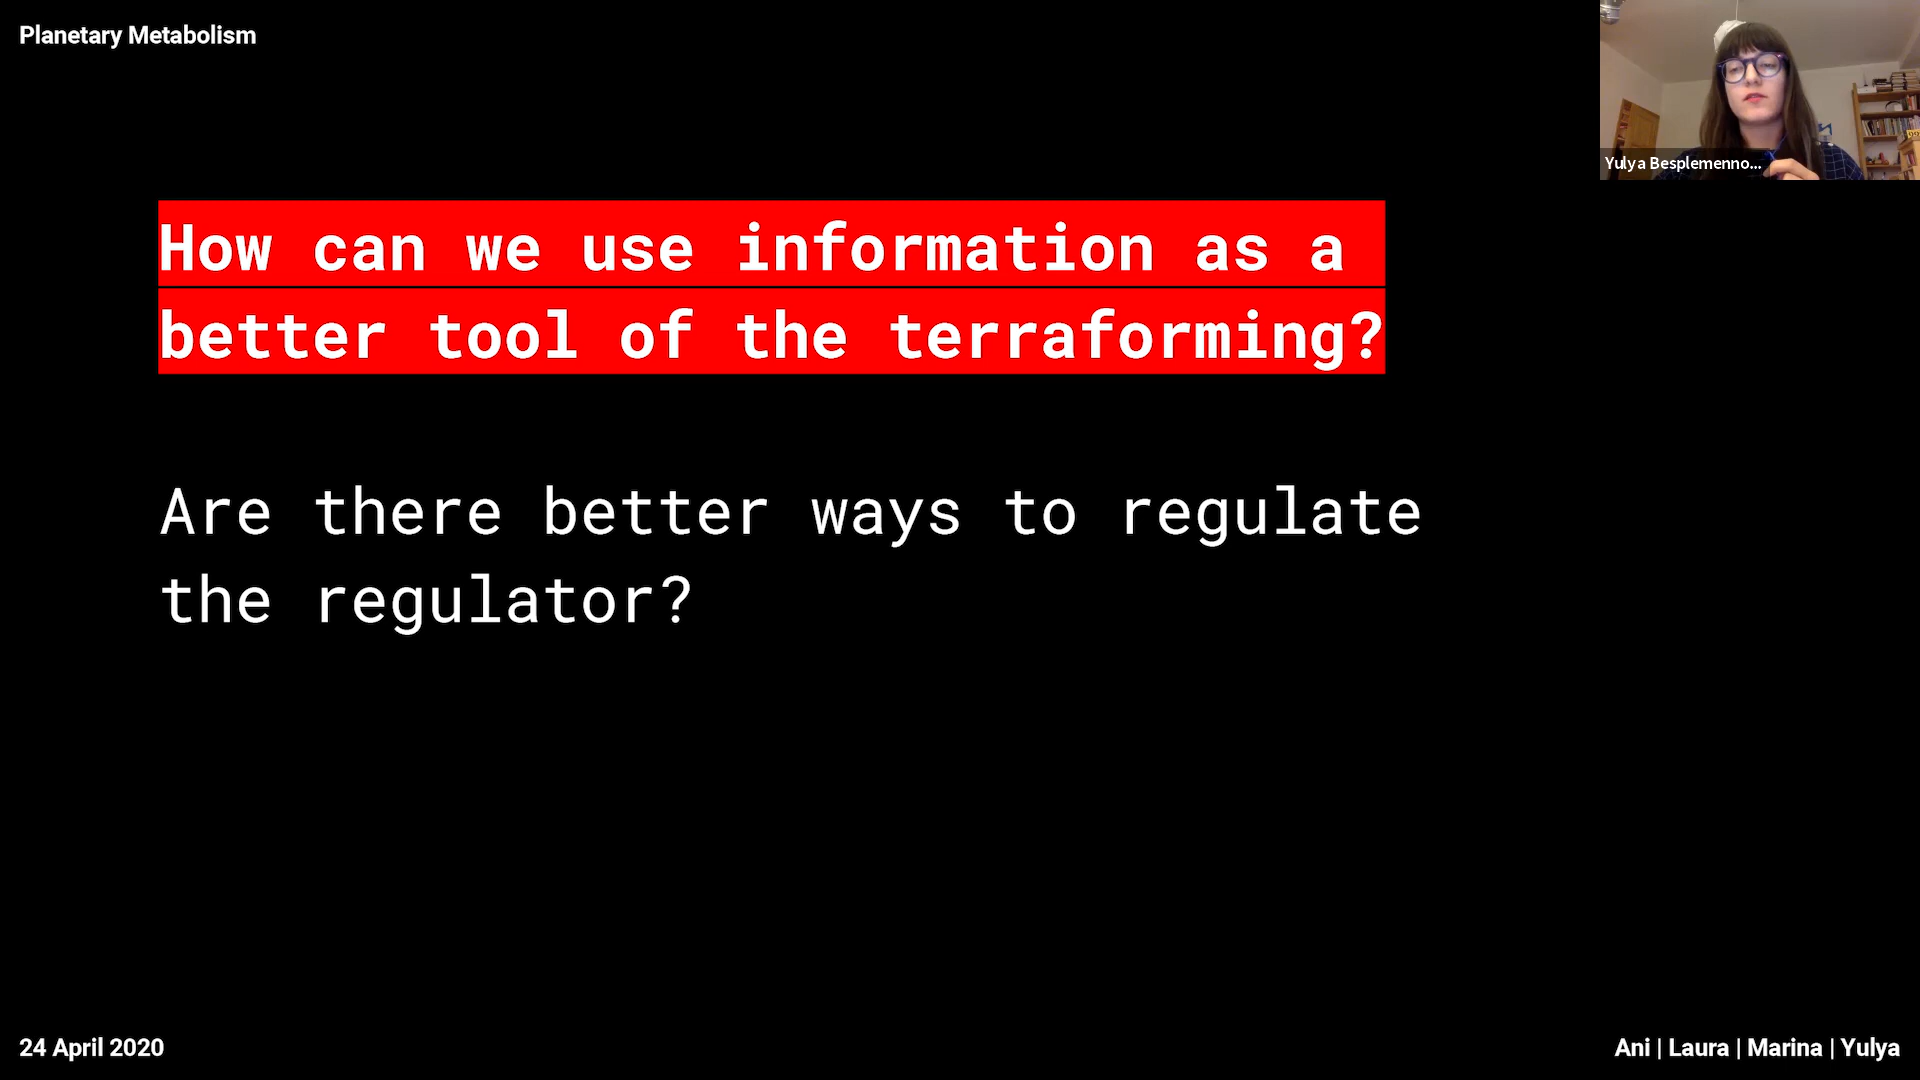 Planetary Metabolism
Yulya Besplemenno...
How can we use information as a
better tool of the terraforming?
Are there better ways to regulate
the regulator?
24 April 2020
Ani | Laura | Marina | Yulya